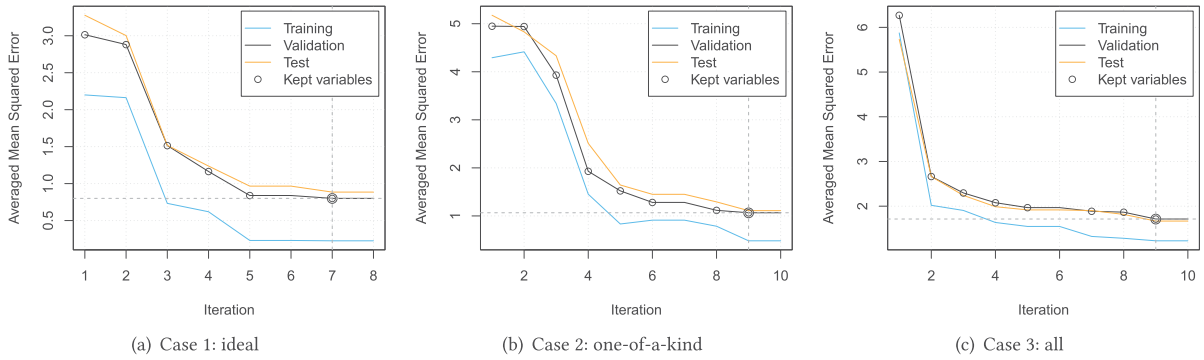 Averaged Mean Squared Error
3.0
2.5
2.0
1.5
1.0
0.5
Training
Validation
Test
Kept variables
1 2 3 4 5 6 7 8
Iteration
(a) Case 1: ideal
Averaged Mean Squared Error
5
4
3
2
1
Training
Validation
Test
Kept variables
2 4 6 8 10
Iteration
(b) Case 2: one-of-a-kind
Averaged Mean Squared Error
6
5
4
3
2
Training
Validation
Test
Kept variables
2 4 6 8 10
Iteration
(c) Case 3: all